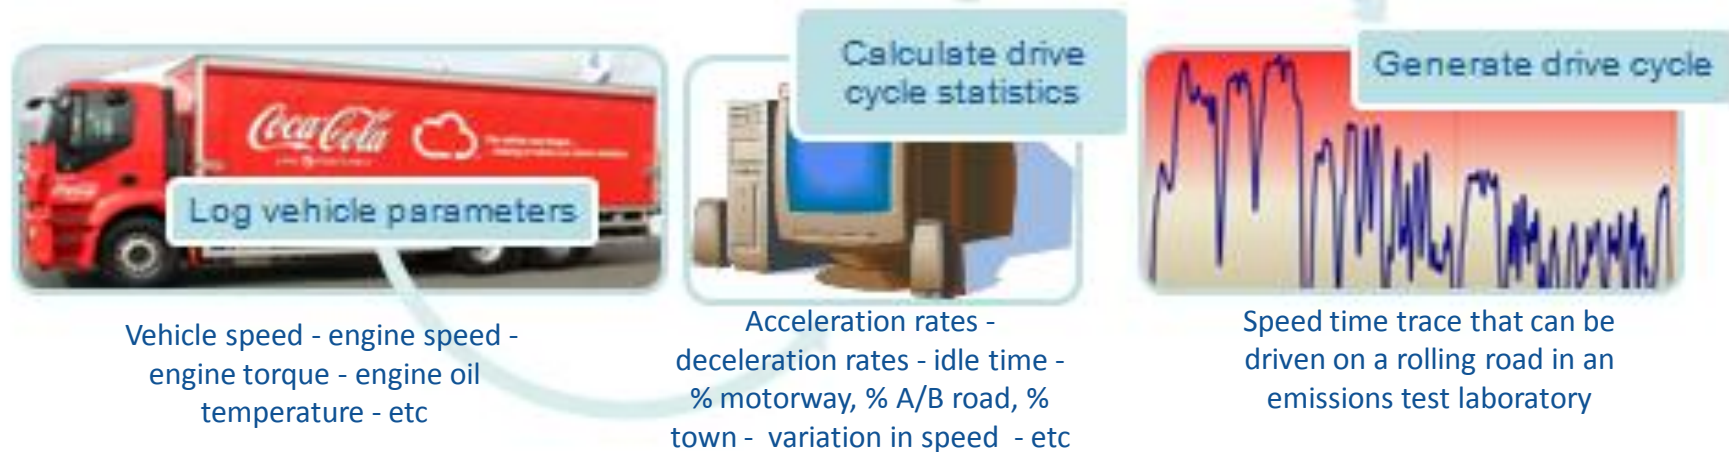 Coca-Cola
Coca-Cola
Log vehicle parameters
Vehicle speed - engine speed -
engine torque - engine oil
temperature - etc
Calculate drive
cycle statistics
Acceleration rates -
deceleration rates - idle time -
% motorway, % A/B road, %
town - variation in speed - etc
Generate drive cycle
Speed time trace that can be
driven on a rolling road in an
emissions test laboratory